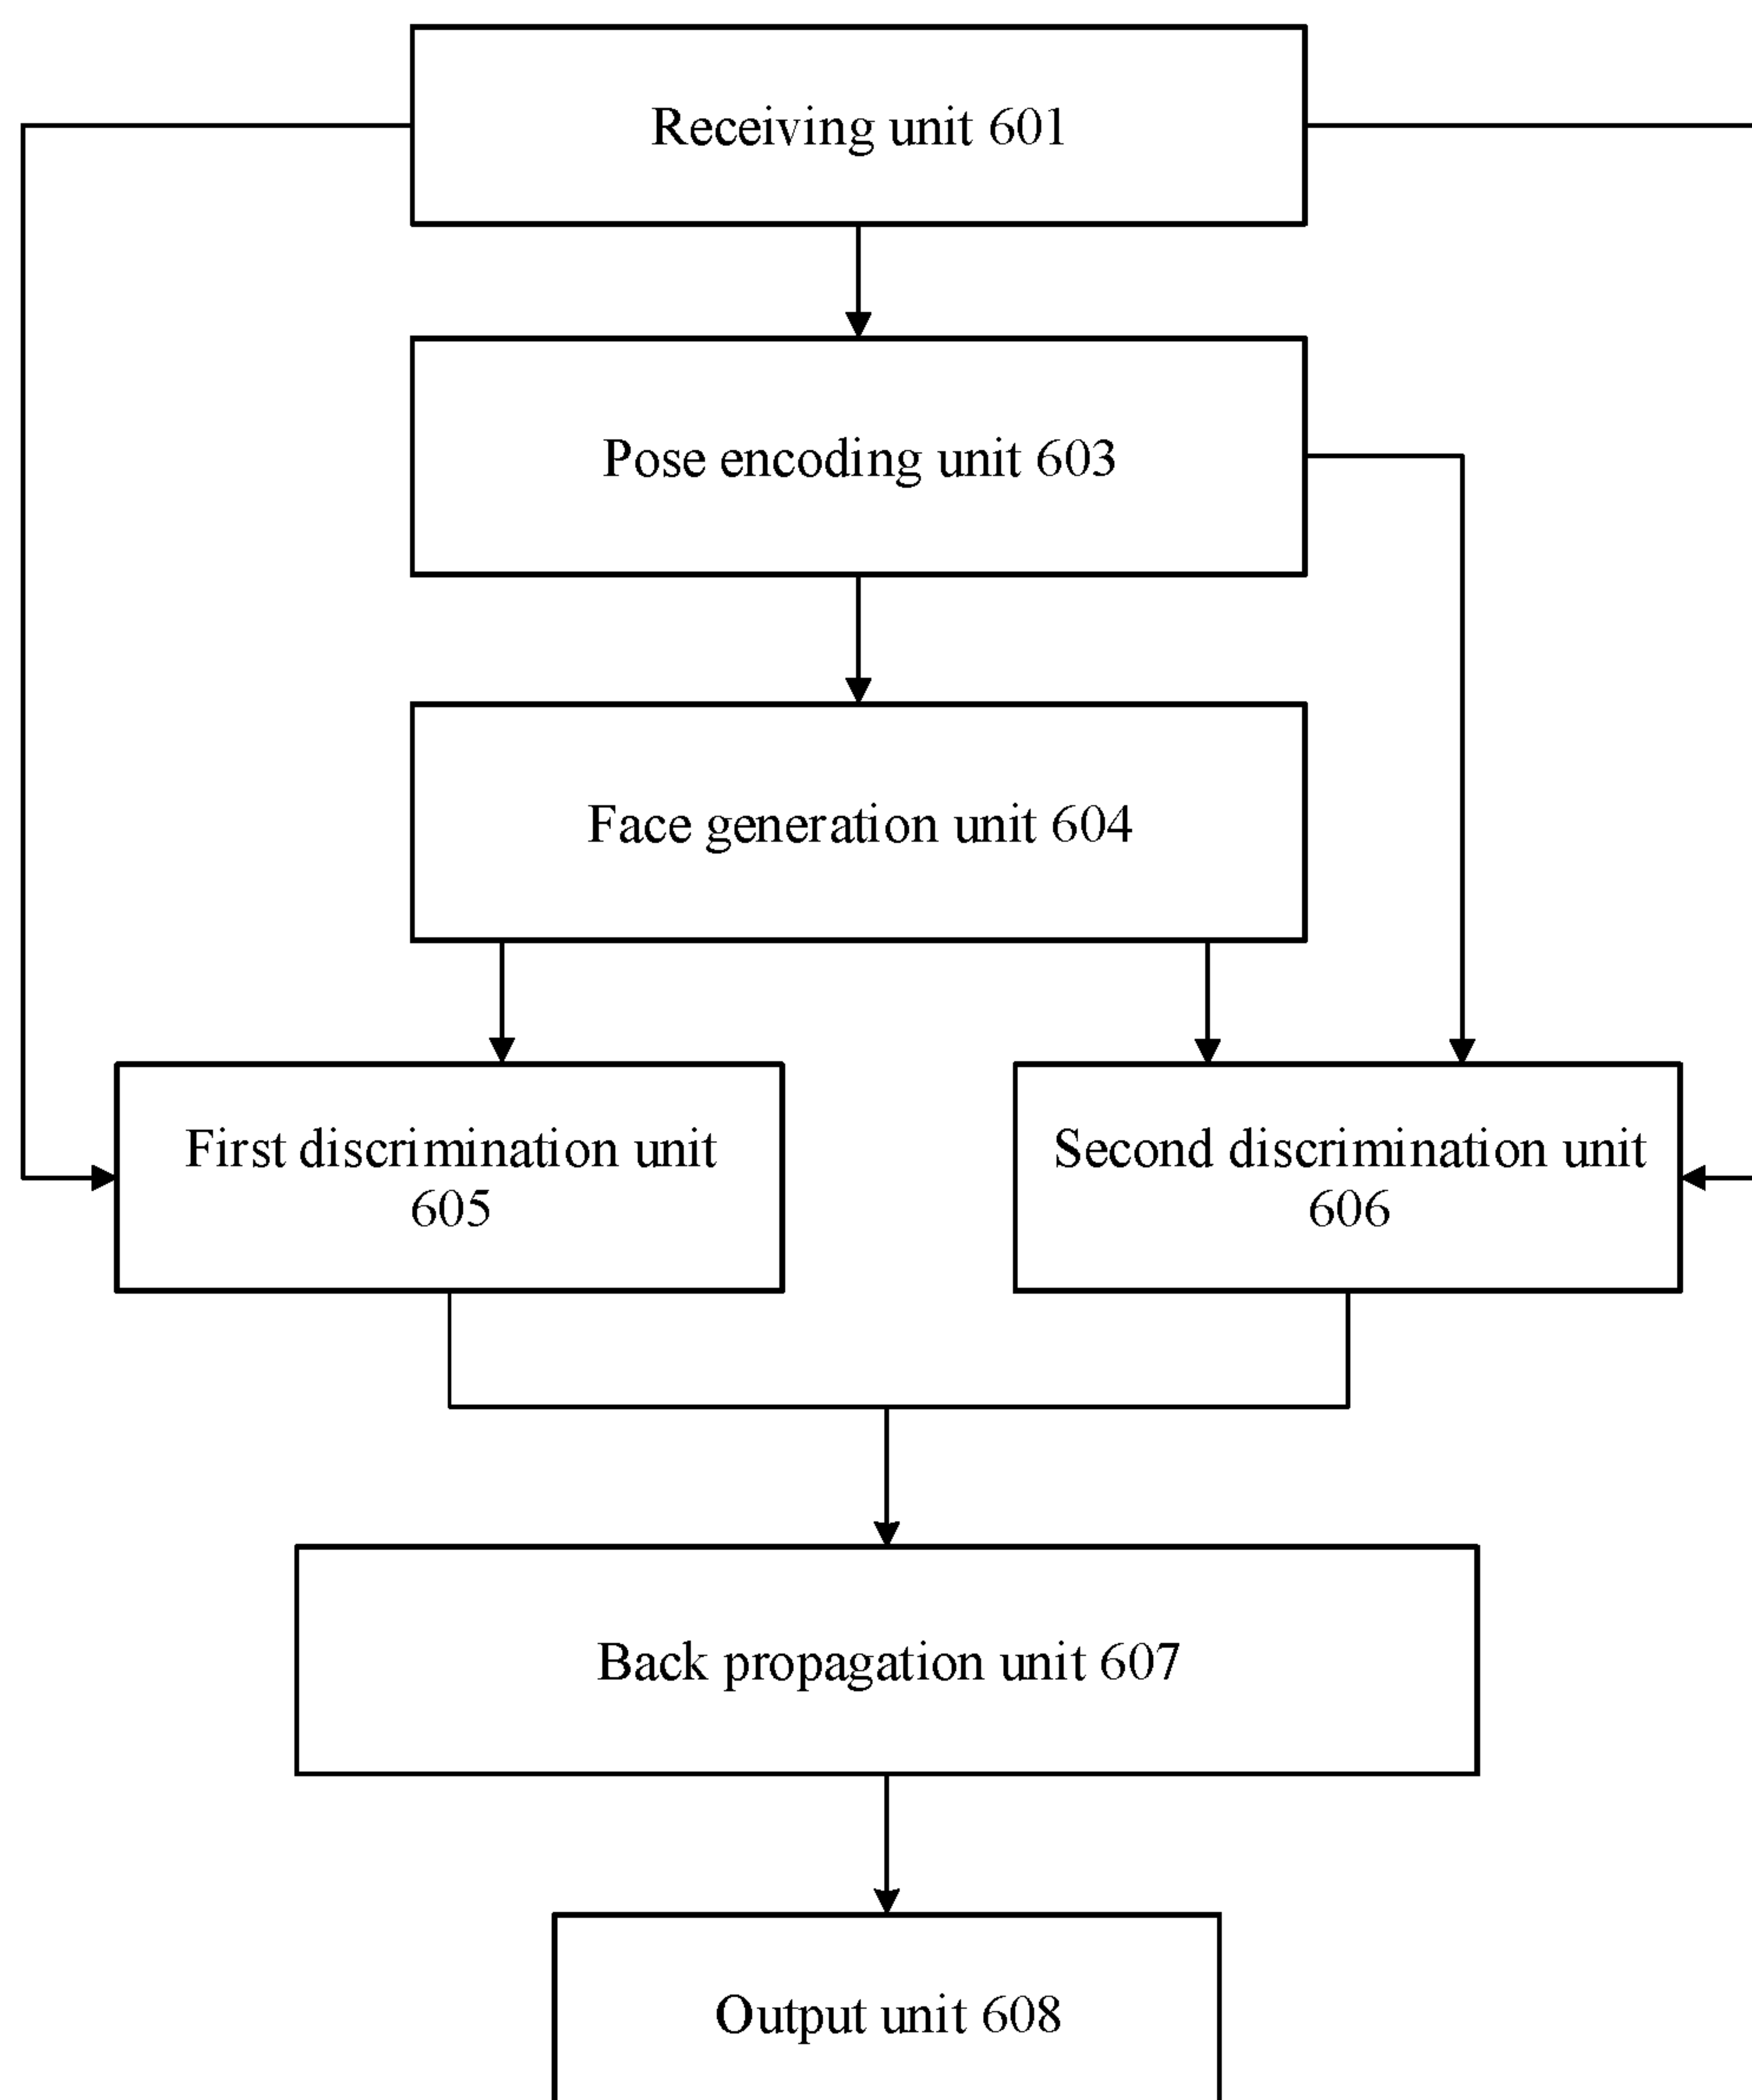 Receiving unit 601
Pose encoding unit 603
Face generation unit 604
First discrimination unit
605
Second discrimination unit
606
Back propagation unit 607
Output unit 608